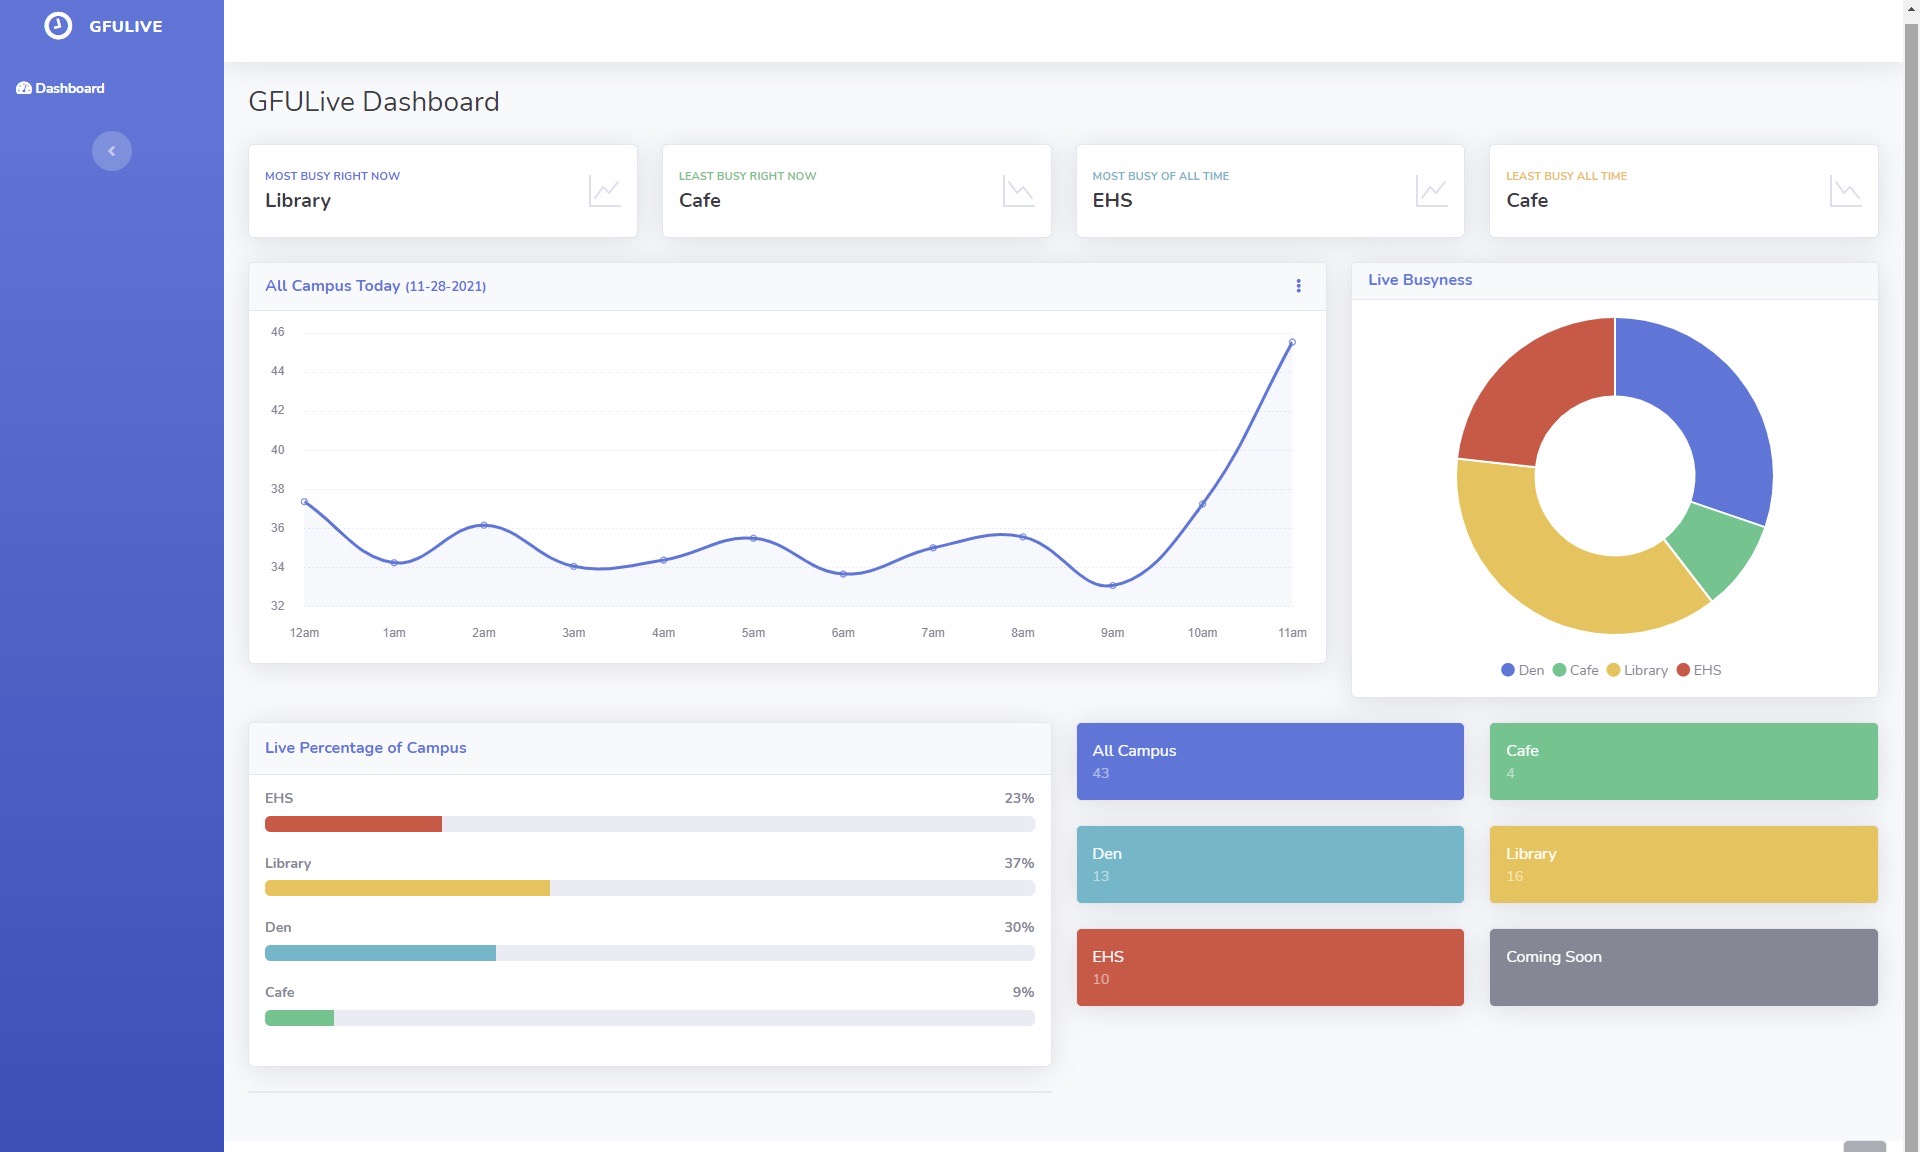 GFULIVE
Dashboard
GFULive Dashboard
MOST BUSY RIGHT NOW
Library
LEAST BUSY RIGHT NOW
Cafe
MOST BUSY OF ALL TIME
EHS
LEAST BUSY ALL TIME
Cafe
All Campus Today (11-28-2021)
46
44
42
40
38
36
34
32
12am 1am 2am 3am 4am 5am 6am 7am 8am 9am 10am 11am
Live Busyness
Den Cafe Library EHS
Live Percentage of Campus
EHS 23%
Library 37%
Den 30%
Cafe 9%
All Campus
43
Cafe
4
Den
13
Library
16
EHS
10
Coming Soon